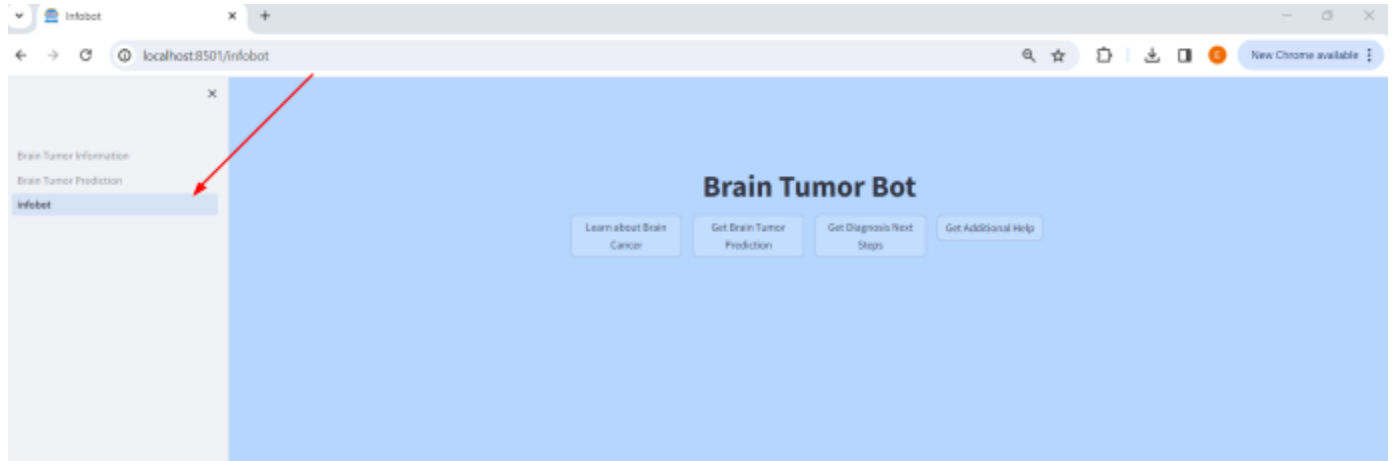 Infobot
localhost:8501/infobot
New Chrome available
Brain Tumor Information
Brain Tumor Prediction
infobot
Brain Tumor Bot
Learn about Brain
Cancer
Get Brain Tumor
Prediction
Get Diagnosis Next
Steps
Get Additional Help